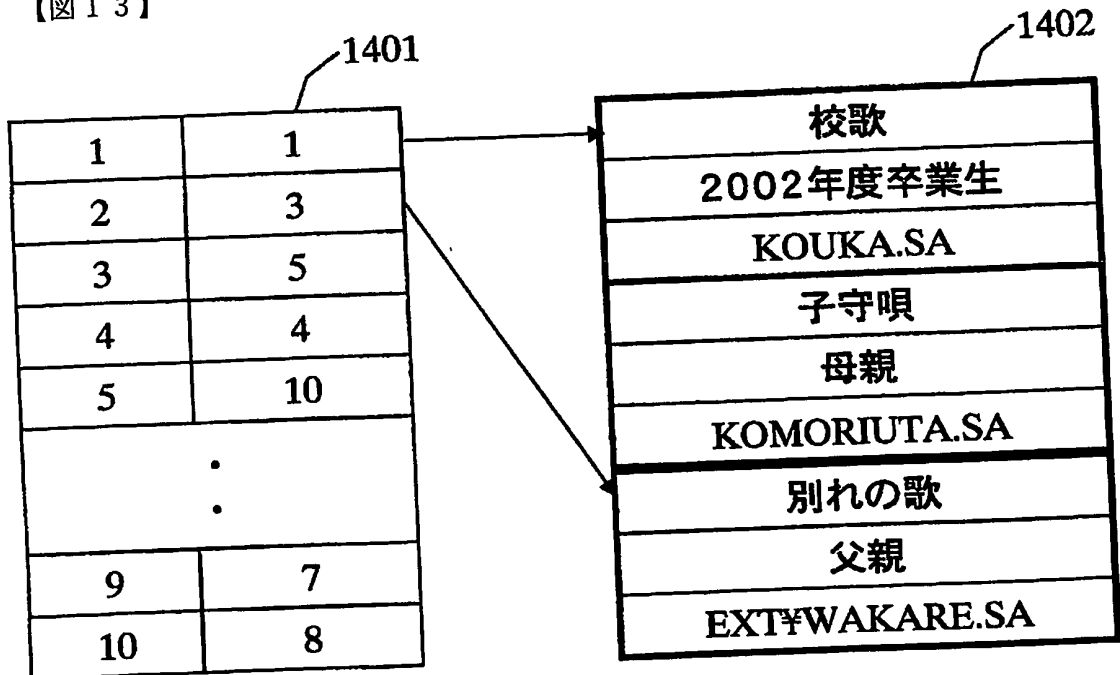 【図１３】
1401
1402
1 1
2 3
3 5
4 4
5 10
・
・
9 7
10 8
校歌
2002年度卒業生
KOUKA.SA
子守唄
母親
KOMORIUTA.SA
別れの歌
父親
EXT¥WAKARE.SA